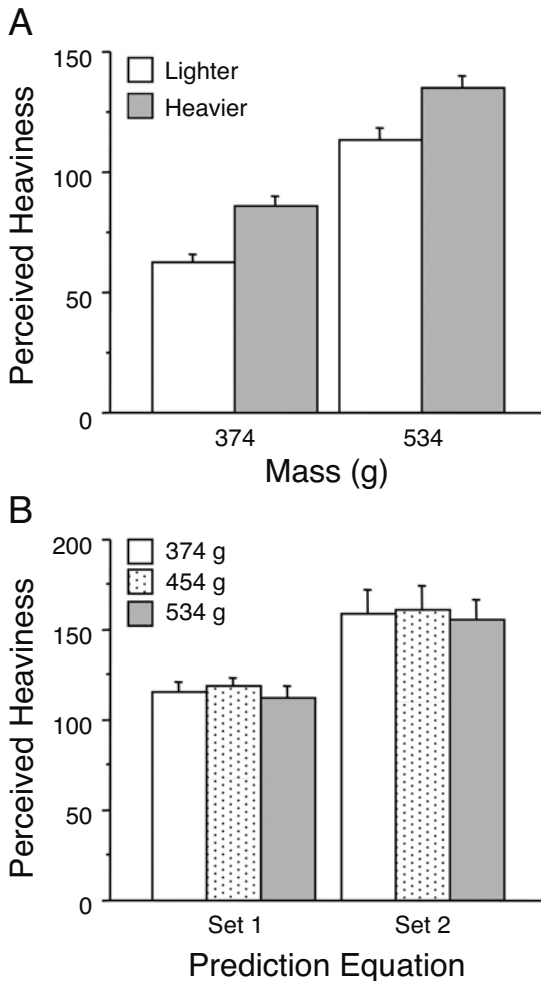 A
150
100
50
0
Perceived Heaviness
Lighter
Heavier
374 534
Mass (g)
B
200
150
100
50
0
Perceived Heaviness
374 g
454 g
534 g
Set 1 Set 2
Prediction Equation